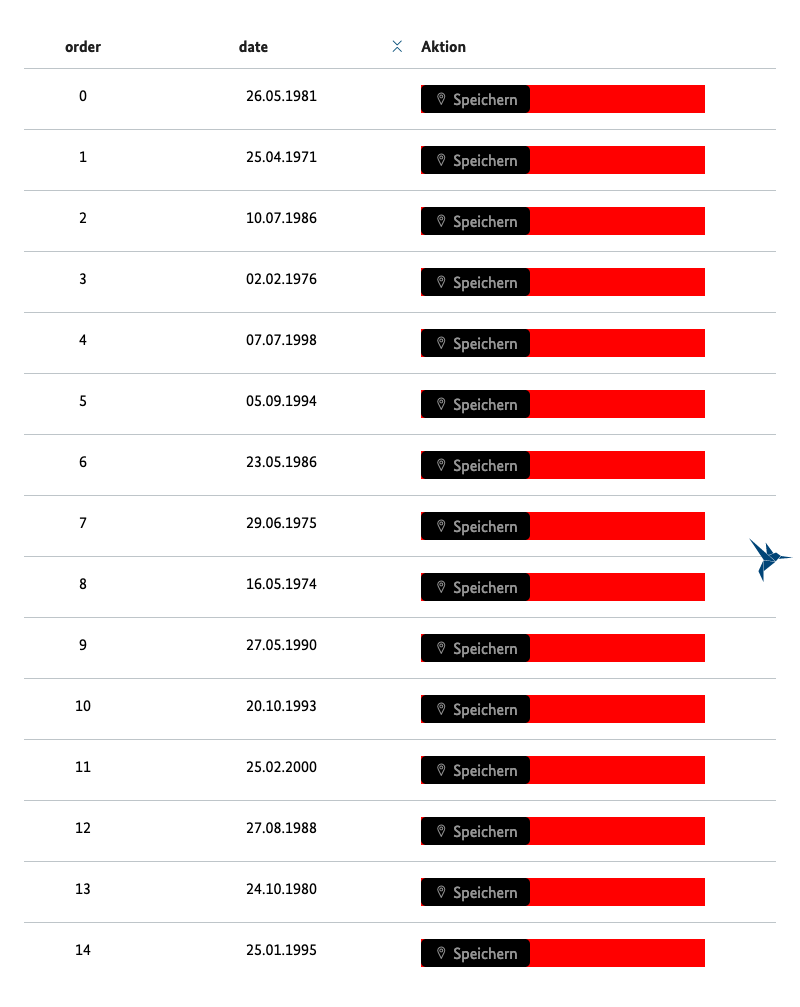 order date Aktion
0 26.05.1981 Speichern
1 25.04.1971 Speichern
2 10.07.1986 Speichern
3 02.02.1976 Speichern
4 07.07.1998 Speichern
5 05.09.1994 Speichern
6 23.05.1986 Speichern
7 29.06.1975 Speichern
8 16.05.1974 Speichern
9 27.05.1990 Speichern
10 20.10.1993 Speichern
11 25.02.2000 Speichern
12 27.08.1988 Speichern
13 24.10.1980 Speichern
14 25.01.1995 Speichern